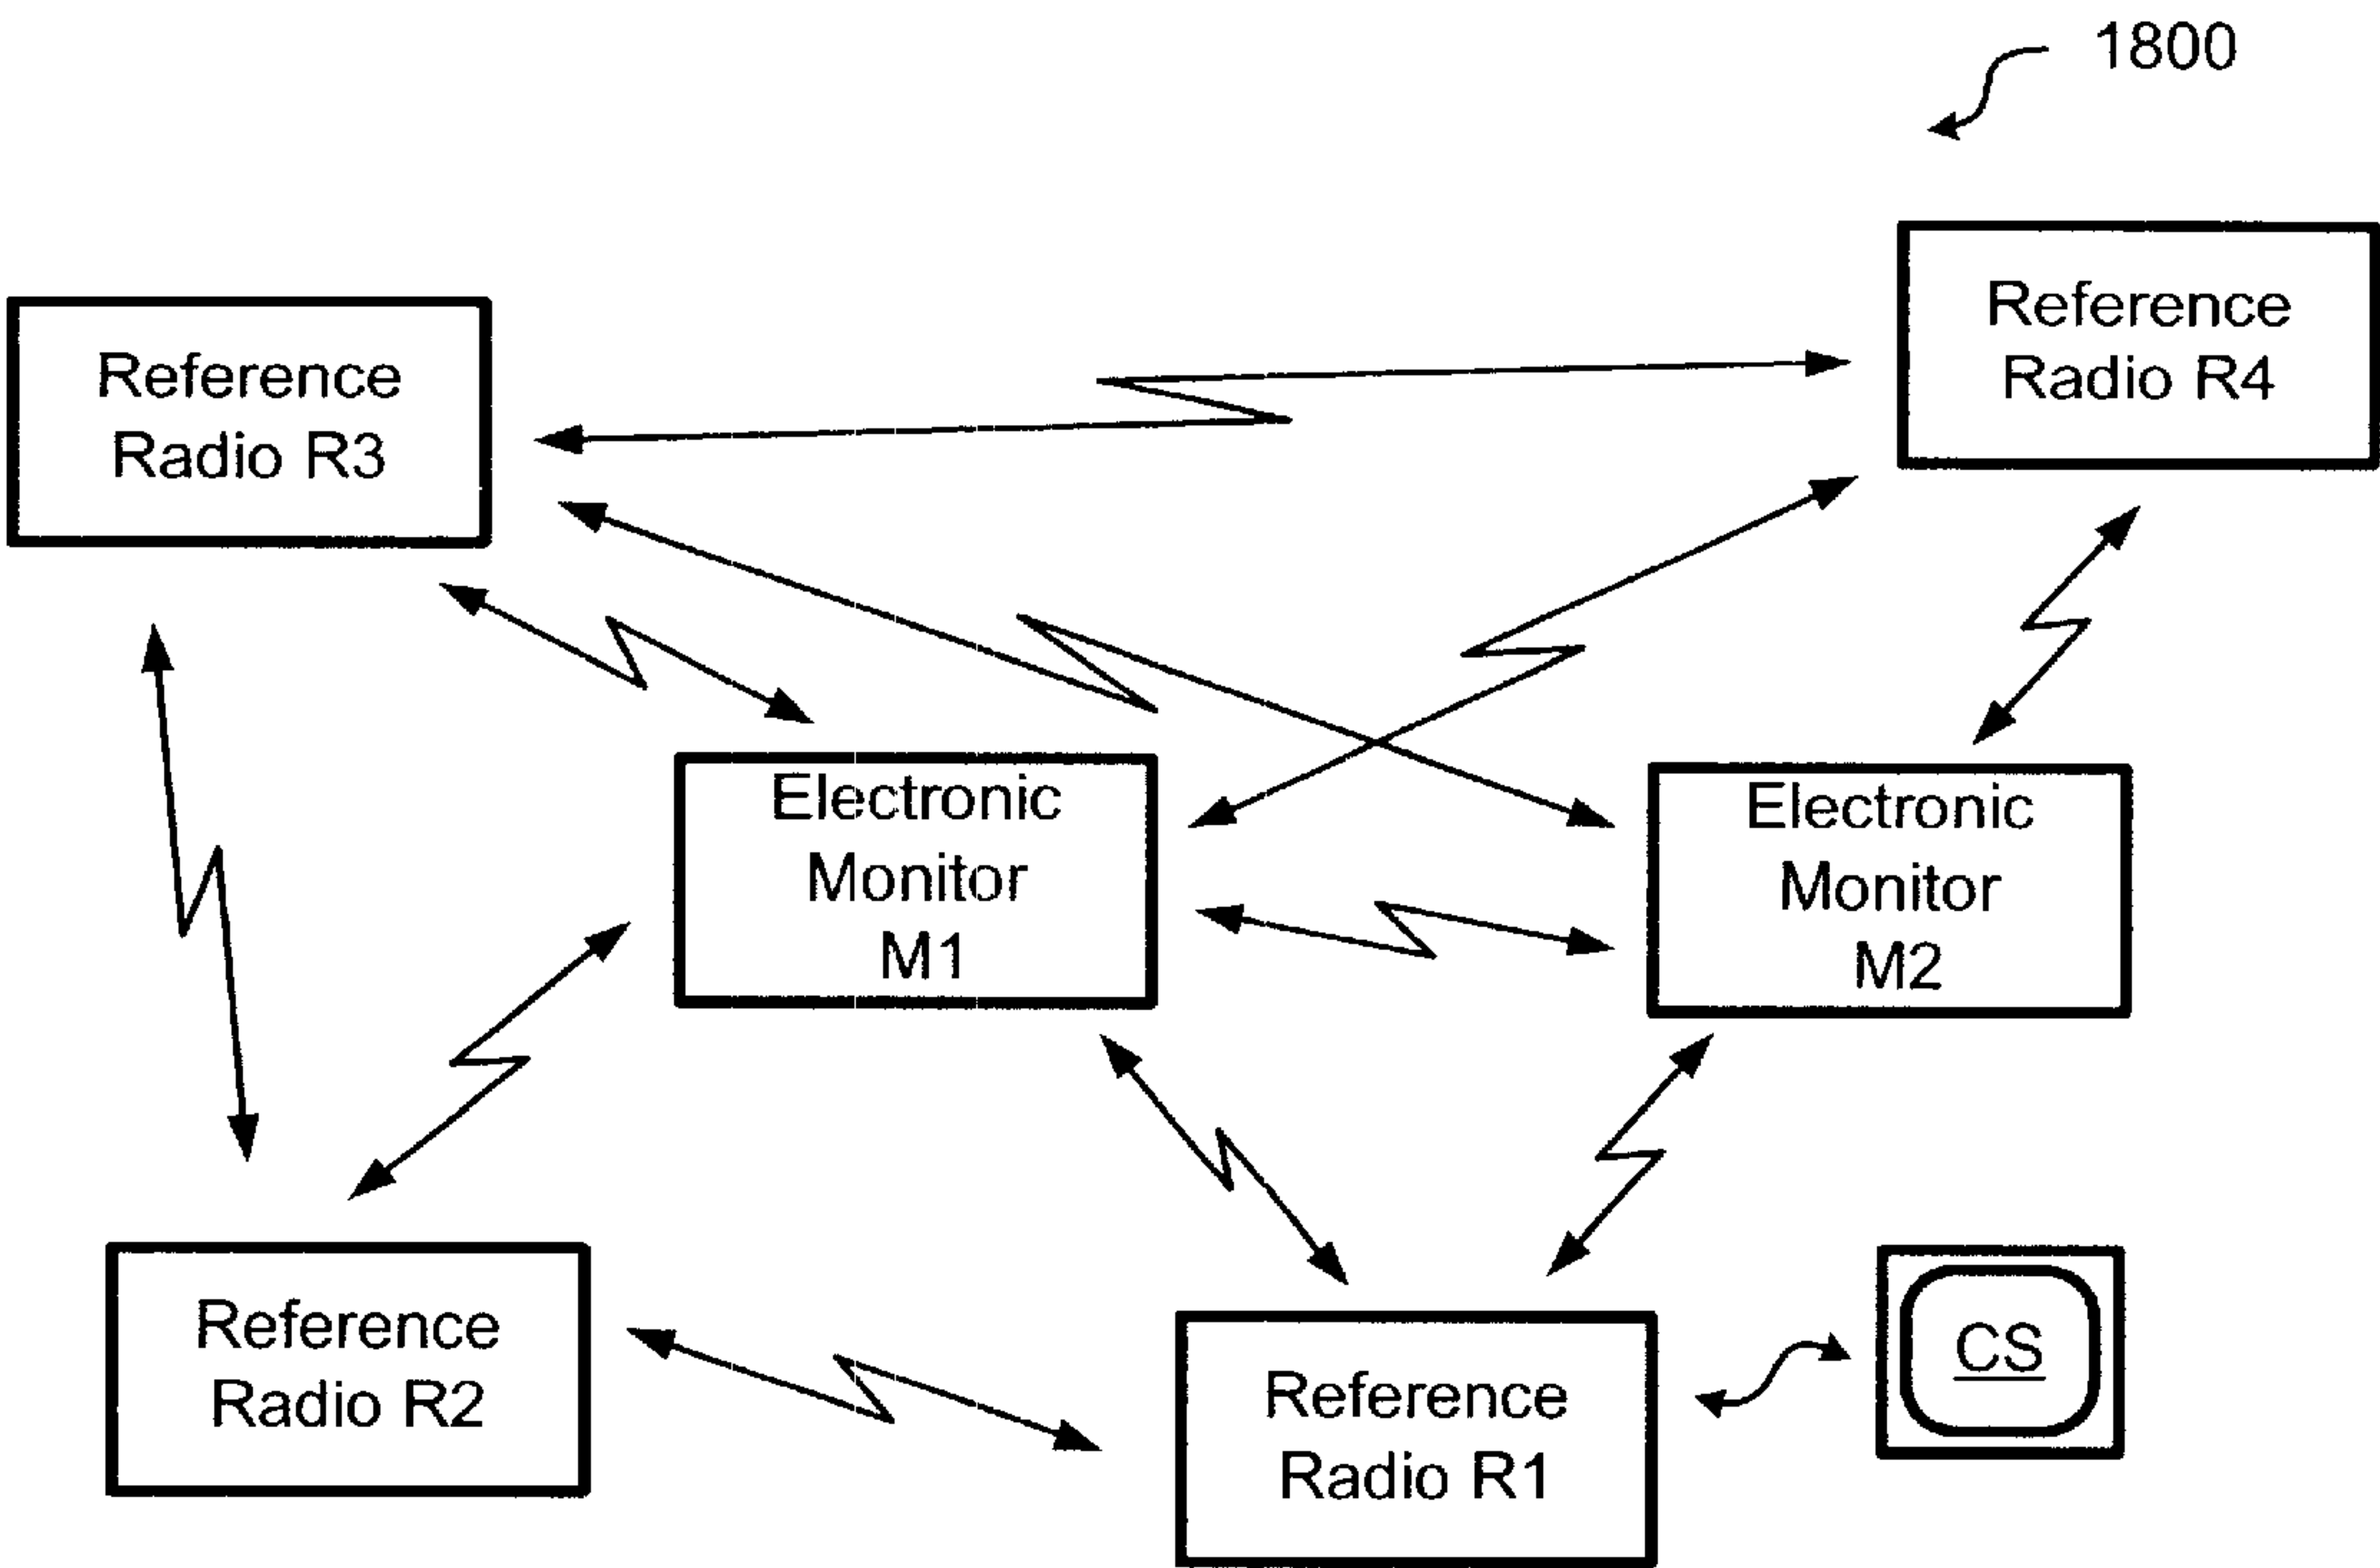 1800
Reference
Radio R4
Reference
Radio R3
Electronic
Monitor
M1
Electronic
Monitor
M2
Reference
Radio R2
Reference
Radio R1
CS